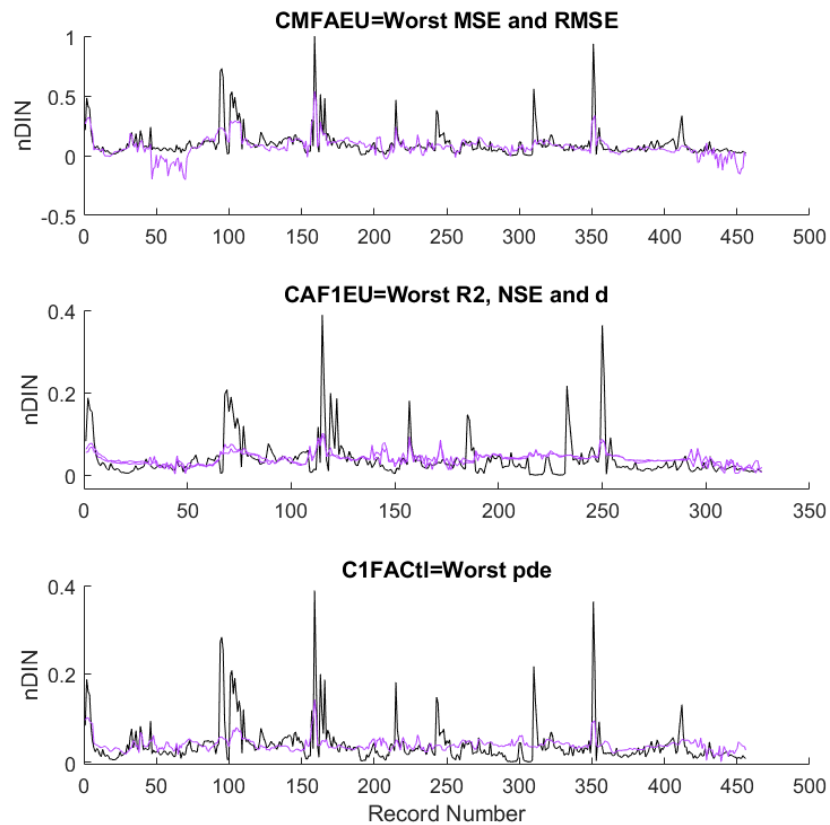 CMFAEU=Worst MSE and RMSE
1
0.5
0
-0.5
nDIN
0 50 100 150 200 250 300 350 400 450 500
CAF1EU=Worst R2, NSE and d
0.4
0.2
0
nDIN
0 50 100 150 200 250 300 350
C1FACtl=Worst pde
0.4
0.2
0
nDIN
0 50 100 150 200 250 300 350 400 450 500
Record Number